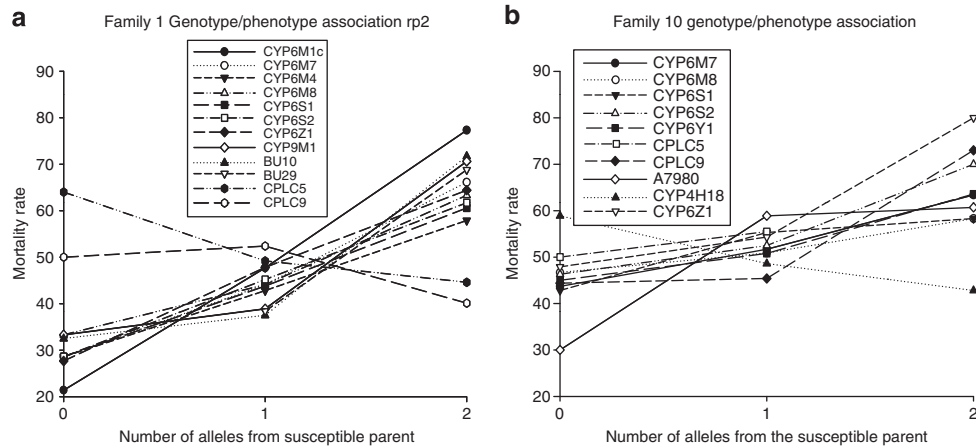 a
Family 1 Genotype/phenotype association rp2
CYP6M1c
CYP6M7
CYP6M4
CYP6M8
CYP6S1
CYP6S2
CYP6Z1
CYP9M1
BU10
BU29
CPLC5
CPLC9
90
80
70
60
50
40
30
20
Mortality rate
0
1
2
Number of alleles from susceptible parent
b
Family 10 genotype/phenotype association
CYP6M7
CYP6M8
CYP6S1
CYP6S2
CYP6Y1
CPLC5
CPLC9
A7980
CYP4H18
CYP6Z1
90
80
70
60
50
40
30
20
Mortality rate
0
1
2
Number of alleles from the susceptible parent